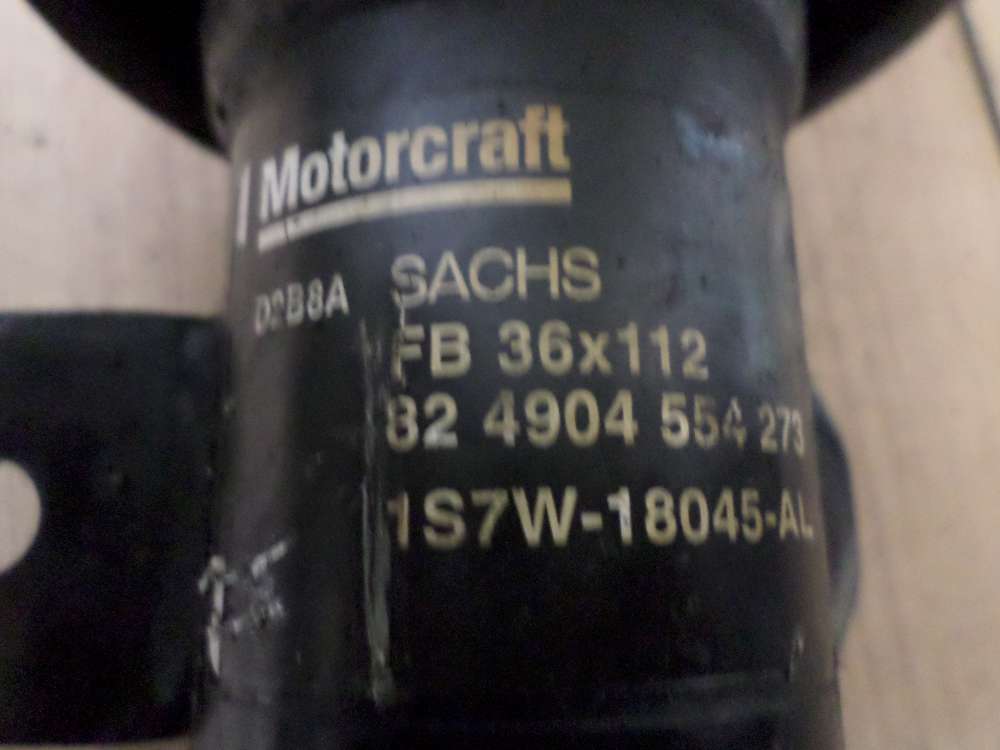 Motorcraft
SACHS
D2B8A
FB 36x112
82 4904 554 273
1S7W-18045-AL